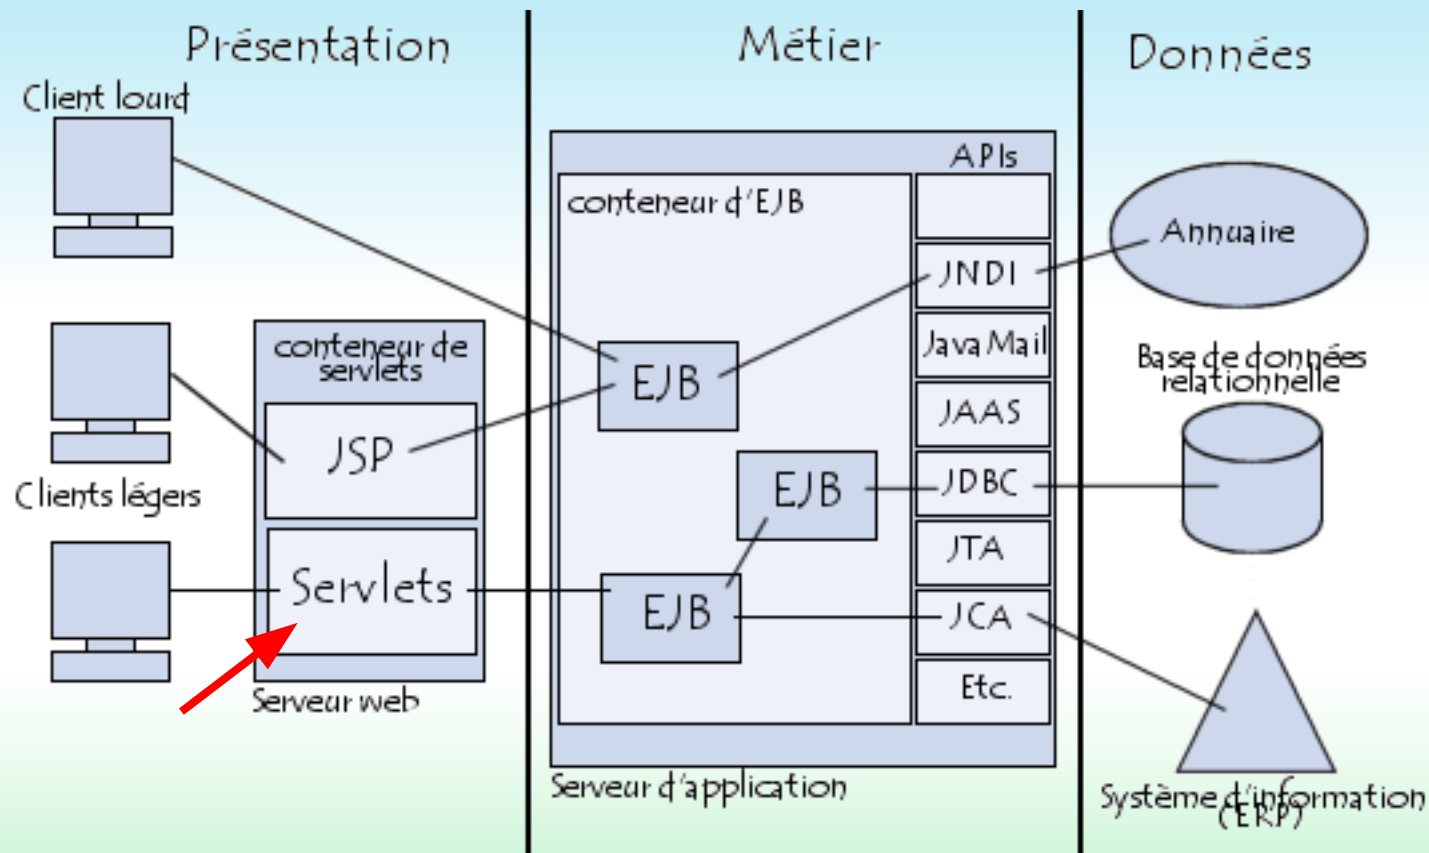 Présentation
Métier
Données
Client lourd
APIs
conteneur d'EJB
Annuaire
JNDI
conteneur de
servlets
Java Mail
Base de données
relationnelle
EJB
JAAS
JSP
Clients légers
EJB
JDBC
JTA
Servlets
EJB
JCA
Etc.
Serveur web
Serveur d'application
Système d'information
(ERP)